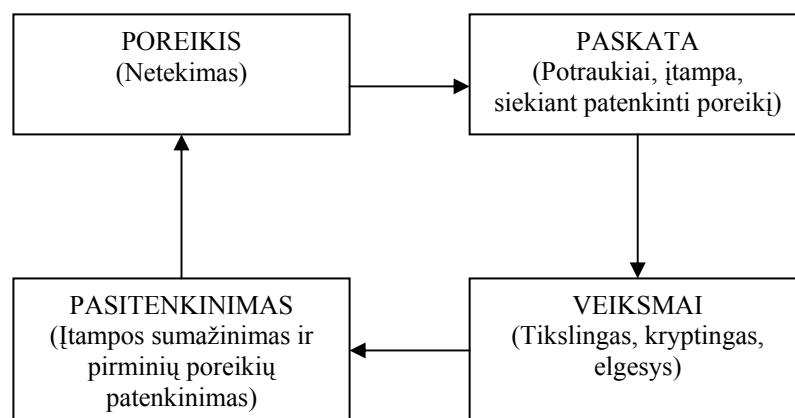 POREIKIS
(Netekimas)
PASKATA
(Potraukiai, įtampa,
siekiant patenkinti poreikį)
VEIKSMAI
(Tikslingas, kryptingas,
elgesys)
PASITENKINIMAS
(Įtampos sumažinimas ir
pirminių poreikių
patenkinimas)